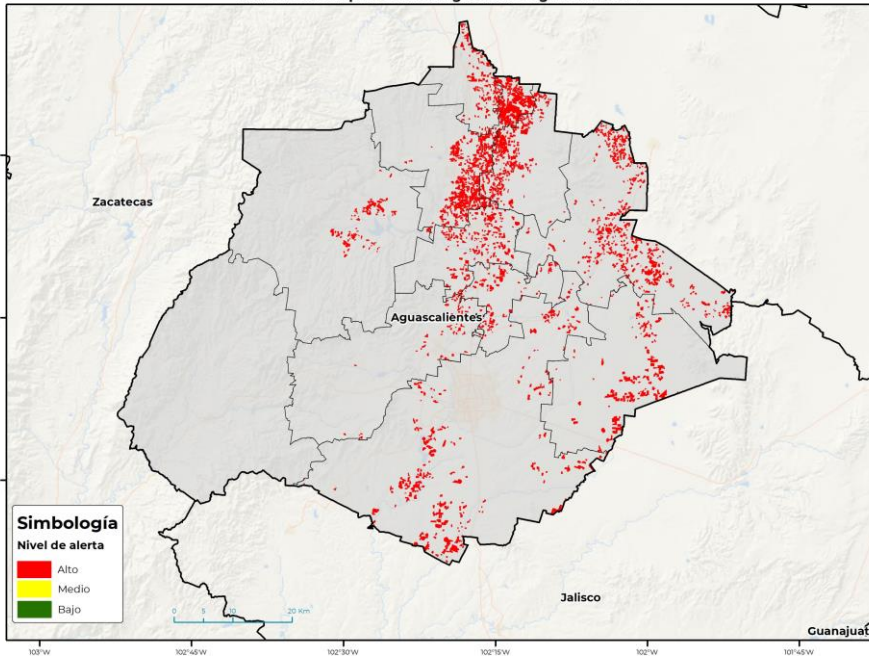 Zacatecas
Aguascalientes
Simbología
Nivel de alerta
Alto
Medio
Bajo
0 5 10 20 Km
Jalisco
Guanajuat
103°W 102°45'W 102°30'W 102°15'W 102°W 101°45'W